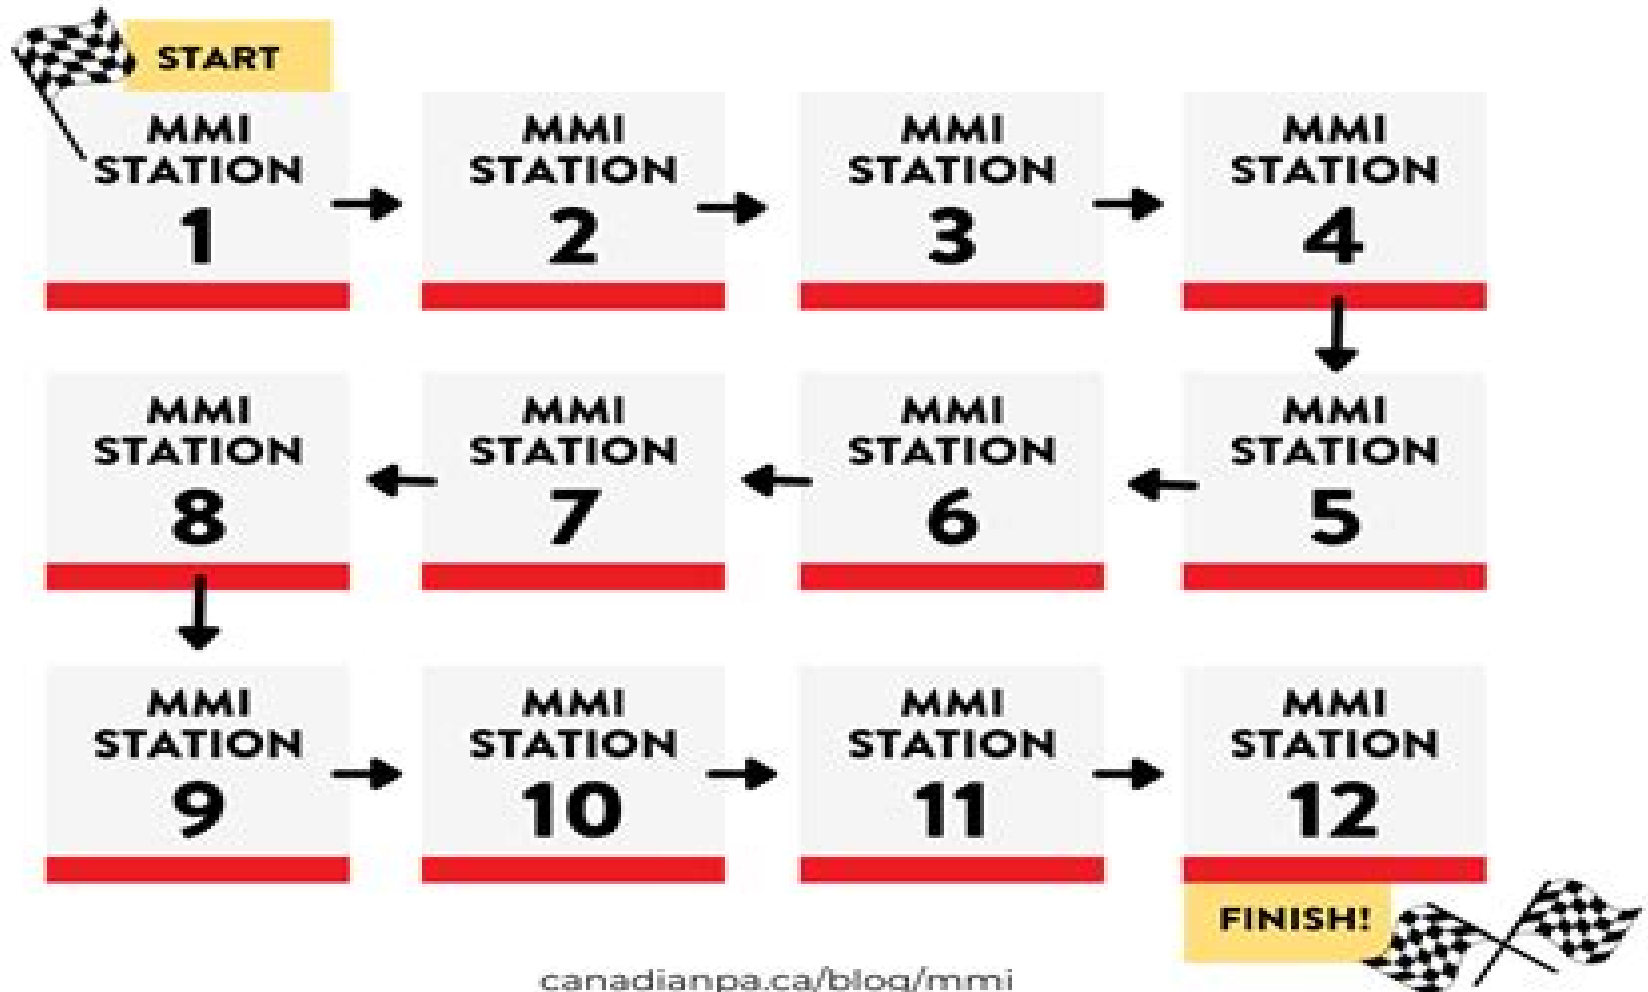 START
MMI
STATION
1
MMI
STATION
2
MMI
STATION
3
MMI
STATION
4
MMI
STATION
5
MMI
STATION
6
MMI
STATION
7
MMI
STATION
8
MMI
STATION
9
MMI
STATION
10
MMI
STATION
11
MMI
STATION
12
FINISH!
canadianpa.ca/blog/mmi